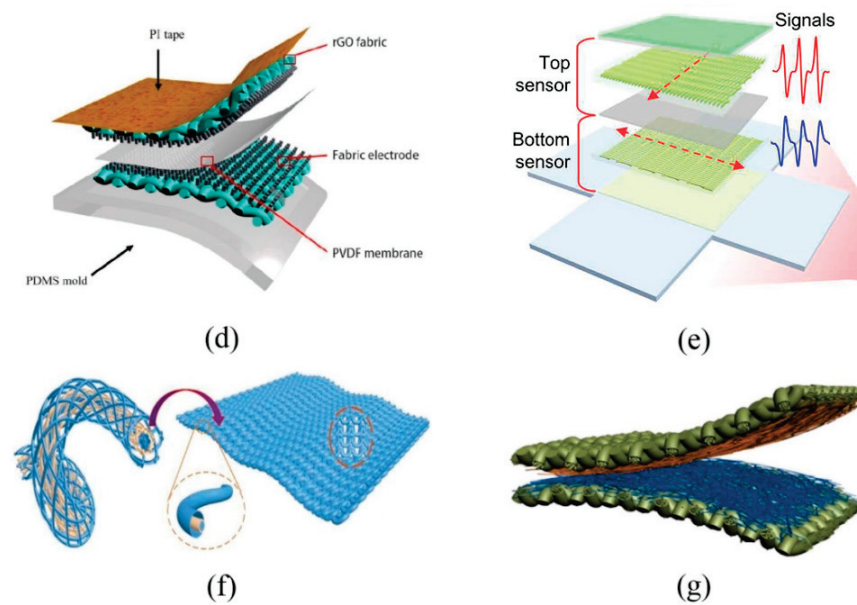 PI tape
rGO fabric
Fabric electrode
PVDF membrane
PDMS mold
(d)
Signals
Top
sensor
Bottom
sensor
(e)
(f)
(g)